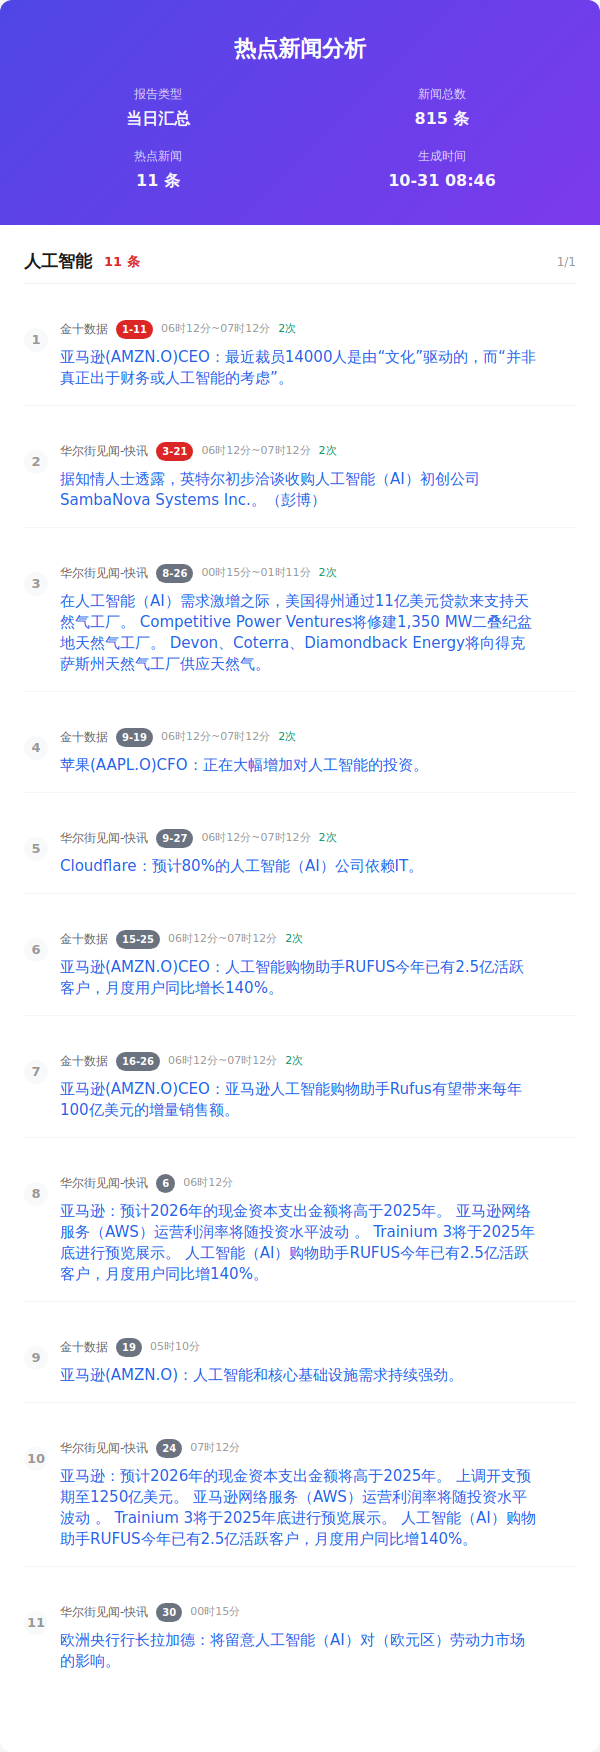 热点新闻分析
报告类型
当日汇总
新闻总数
815 条
热点新闻
11 条
生成时间
10-31 08:46
人工智能 11 条 1/1
1
金十数据 1-11 06时12分~07时12分 2次
亚马逊(AMZN.O)CEO：最近裁员14000人是由“文化”驱动的，而“并非
真正出于财务或人工智能的考虑”。
2
华尔街见闻-快讯 3-21 06时12分~07时12分 2次
据知情人士透露，英特尔初步洽谈收购人工智能（AI）初创公司
SambaNova Systems Inc.。（彭博）
3
华尔街见闻-快讯 8-26 00时15分~01时11分 2次
在人工智能（AI）需求激增之际，美国得州通过11亿美元贷款来支持天
然气工厂。 Competitive Power Ventures将修建1,350 MW二叠纪盆
地天然气工厂。 Devon、Coterra、Diamondback Energy将向得克
萨斯州天然气工厂供应天然气。
4
金十数据 9-19 06时12分~07时12分 2次
苹果(AAPL.O)CFO：正在大幅增加对人工智能的投资。
5
华尔街见闻-快讯 9-27 06时12分~07时12分 2次
Cloudflare：预计80%的人工智能（AI）公司依赖IT。
6
金十数据 15-25 06时12分~07时12分 2次
亚马逊(AMZN.O)CEO：人工智能购物助手RUFUS今年已有2.5亿活跃
客户，月度用户同比增长140%。
7
金十数据 16-26 06时12分~07时12分 2次
亚马逊(AMZN.O)CEO：亚马逊人工智能购物助手Rufus有望带来每年
100亿美元的增量销售额。
8
华尔街见闻-快讯 6 06时12分
亚马逊：预计2026年的现金资本支出金额将高于2025年。 亚马逊网络
服务（AWS）运营利润率将随投资水平波动 。 Trainium 3将于2025年
底进行预览展示。 人工智能（AI）购物助手RUFUS今年已有2.5亿活跃
客户，月度用户同比增140%。
9
金十数据 19 05时10分
亚马逊(AMZN.O)：人工智能和核心基础设施需求持续强劲。
10
华尔街见闻-快讯 24 07时12分
亚马逊：预计2026年的现金资本支出金额将高于2025年。 上调开支预
期至1250亿美元。 亚马逊网络服务（AWS）运营利润率将随投资水平
波动 。 Trainium 3将于2025年底进行预览展示。 人工智能（AI）购物
助手RUFUS今年已有2.5亿活跃客户，月度用户同比增140%。
11
华尔街见闻-快讯 30 00时15分
欧洲央行行长拉加德：将留意人工智能（AI）对（欧元区）劳动力市场
的影响。